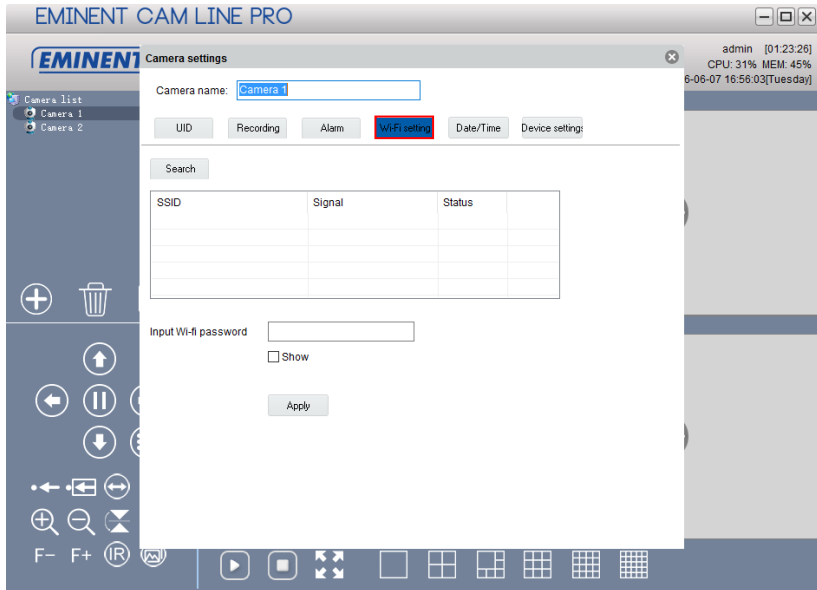 EMINENT CAM LINE PRO
EMINENT
admin [01:23:26]
CPU: 31% MEM: 45%
6-06-07 16:56:03[Tuesday]
Camera list
Camera 1
Camera 2
Camera settings
Camera name: Camera 1
UID Recording Alarm Wi-Fi setting Date/Time Device settings
Search
SSID Signal Status
Input Wi-fi password
Show
Apply
F- F+ IR